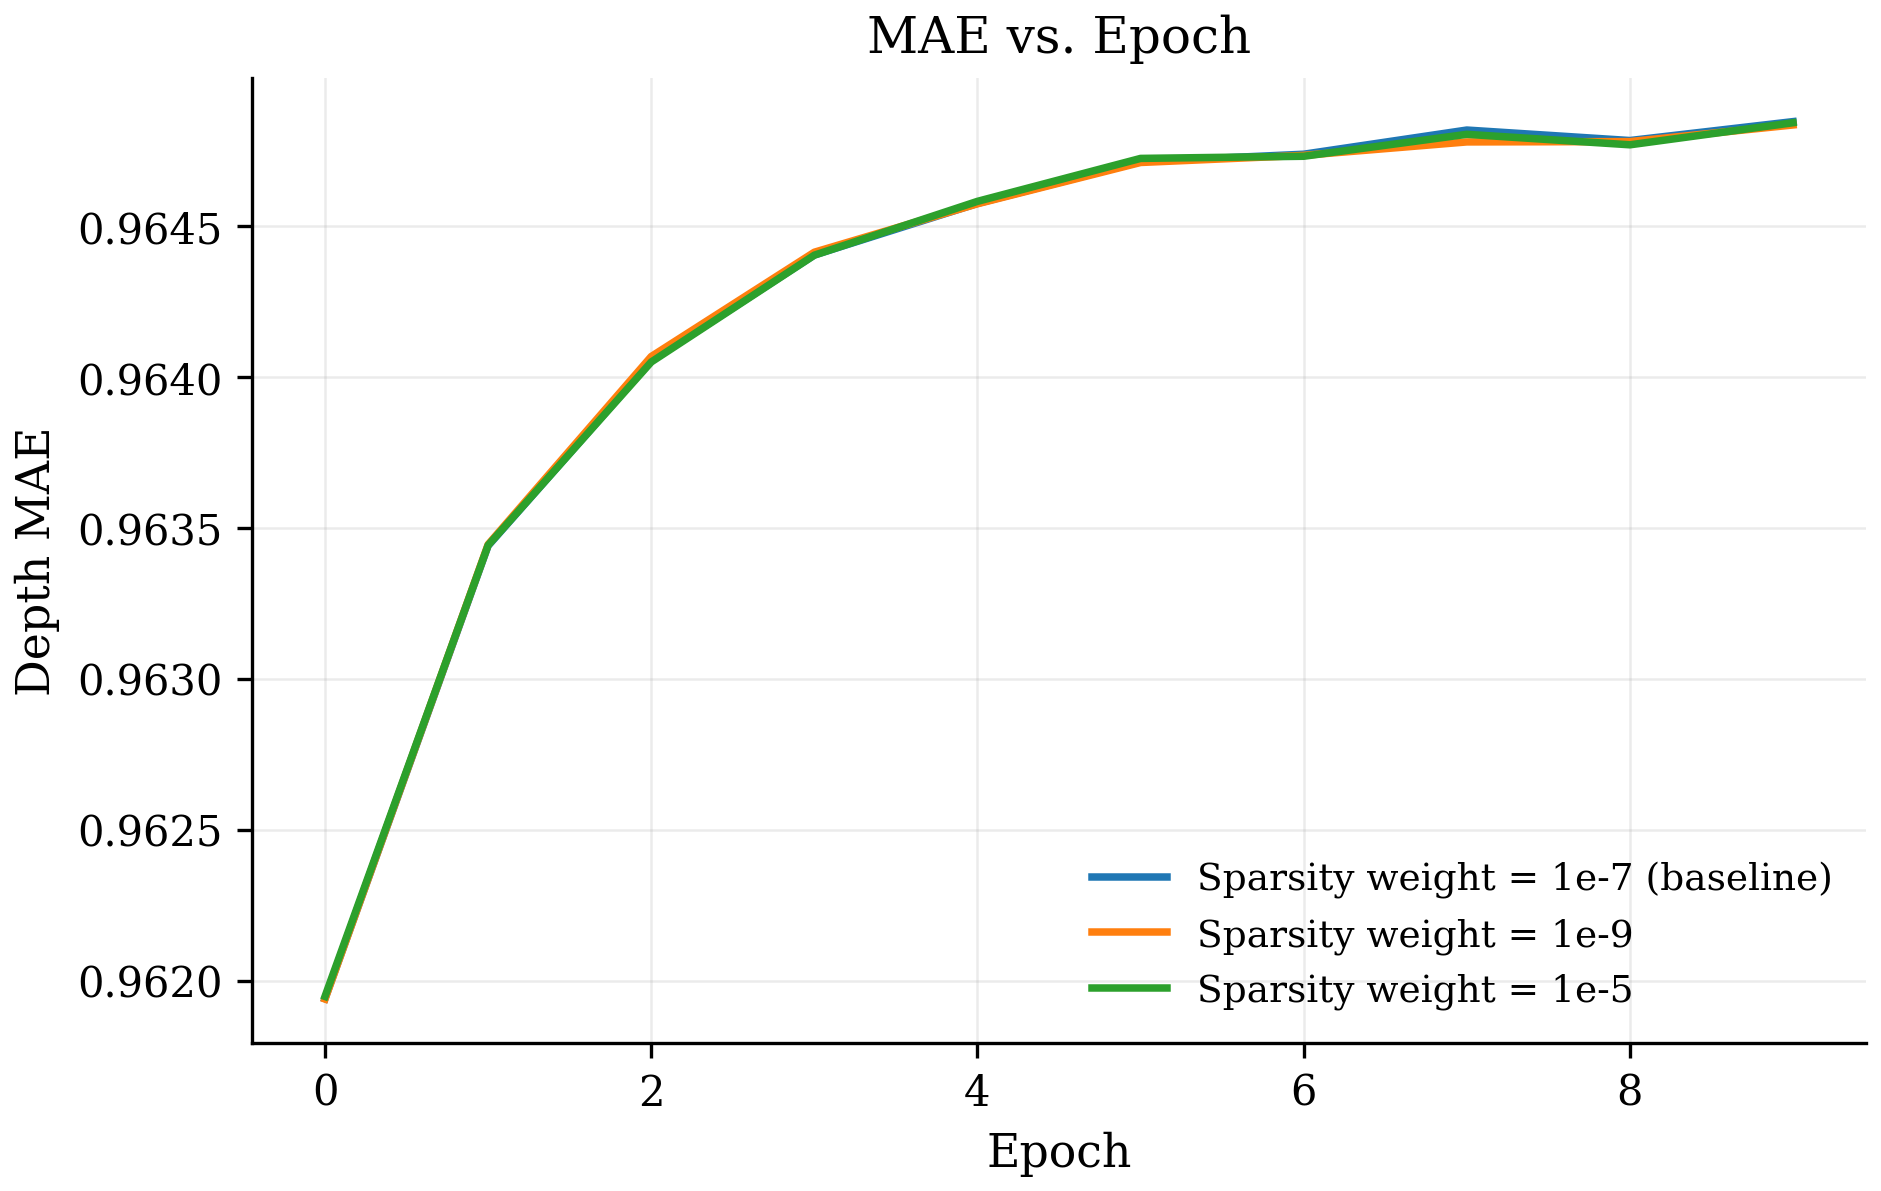 MAE vs. Epoch
Depth MAE
0.9645
0.9640
0.9635
0.9630
0.9625
0.9620
Sparsity weight = 1e-7 (baseline)
Sparsity weight = 1e-9
Sparsity weight = 1e-5
0 2 4 6 8
Epoch